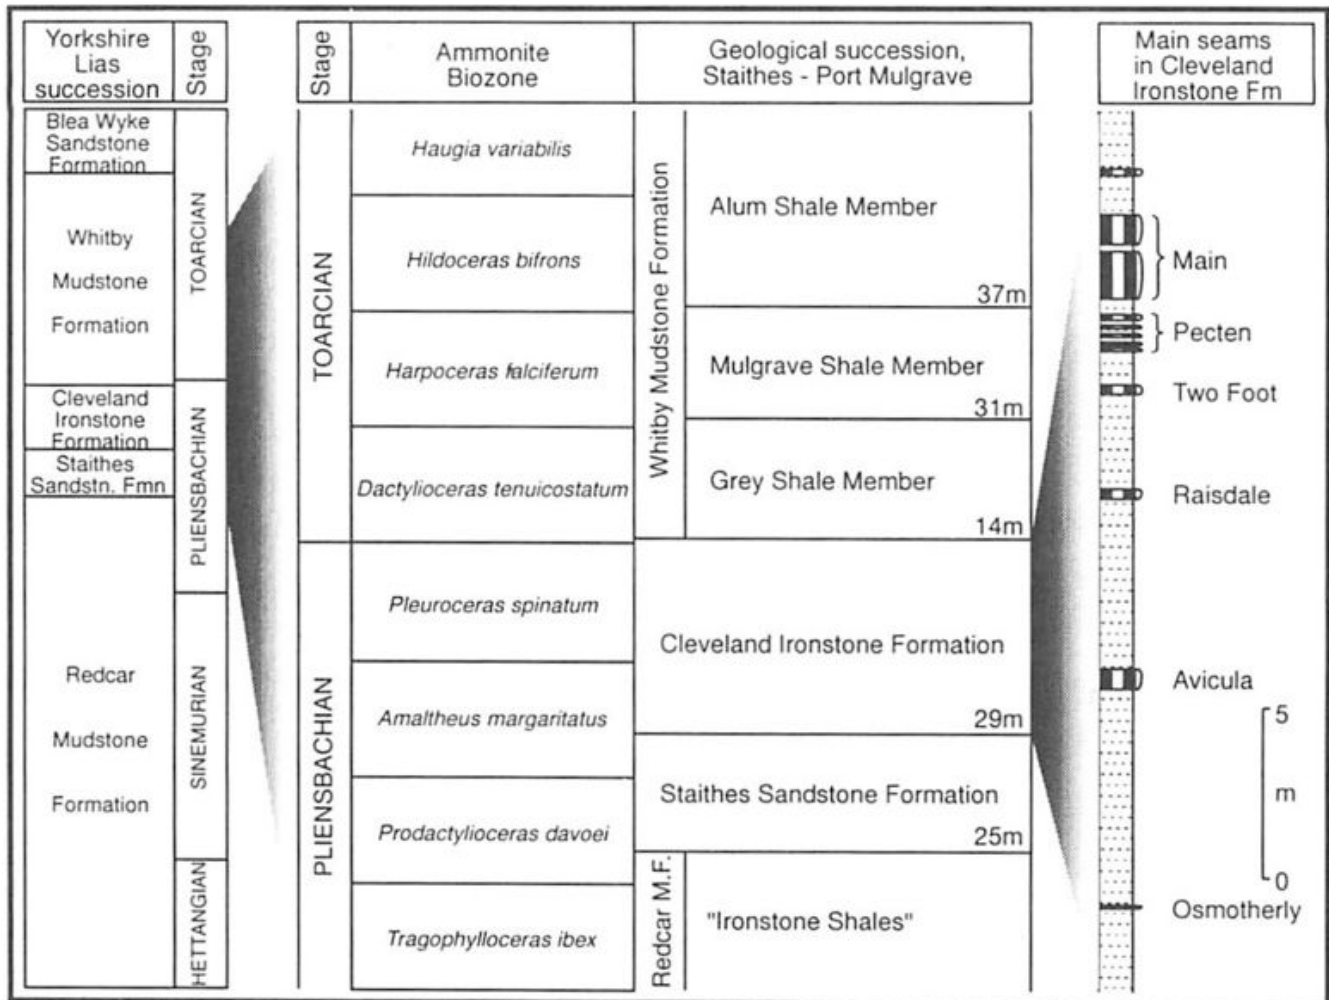 Yorkshire
Lias
succession
Stage
Stage
Ammonite
Biozone
Geological succession,
Staithes - Port Mulgrave
Main seams
in Cleveland
Ironstone Fm
Blea Wyke
Sandstone
Formation
Whitby
Mudstone
Formation
Cleveland
Ironstone
Formation
Staithes
Sandstn. Fmn
Redcar
Mudstone
Formation
TOARCIAN
PLIENSBACHIAN
SINEMURIAN
HETTANGIAN
TOARCIAN
PLIENSBACHIAN
Haugia variabilis
Hildoceras bifrons
Harpoceras falciferum
Dactylioceras tenuicostatum
Pleuroceras spinatum
Amaltheus margaritatus
Prodactylioceras davoei
Tragophylloceras ibex
Whitby Mudstone Formation
Alum Shale Member
37m
Mulgrave Shale Member
31m
Grey Shale Member
14m
Cleveland Ironstone Formation
29m
Staithes Sandstone Formation
25m
Redcar M.F.
"Ironstone Shales"
Main
Pecten
Two Foot
Raisdale
Avicula
5
m
0
Osmotherly